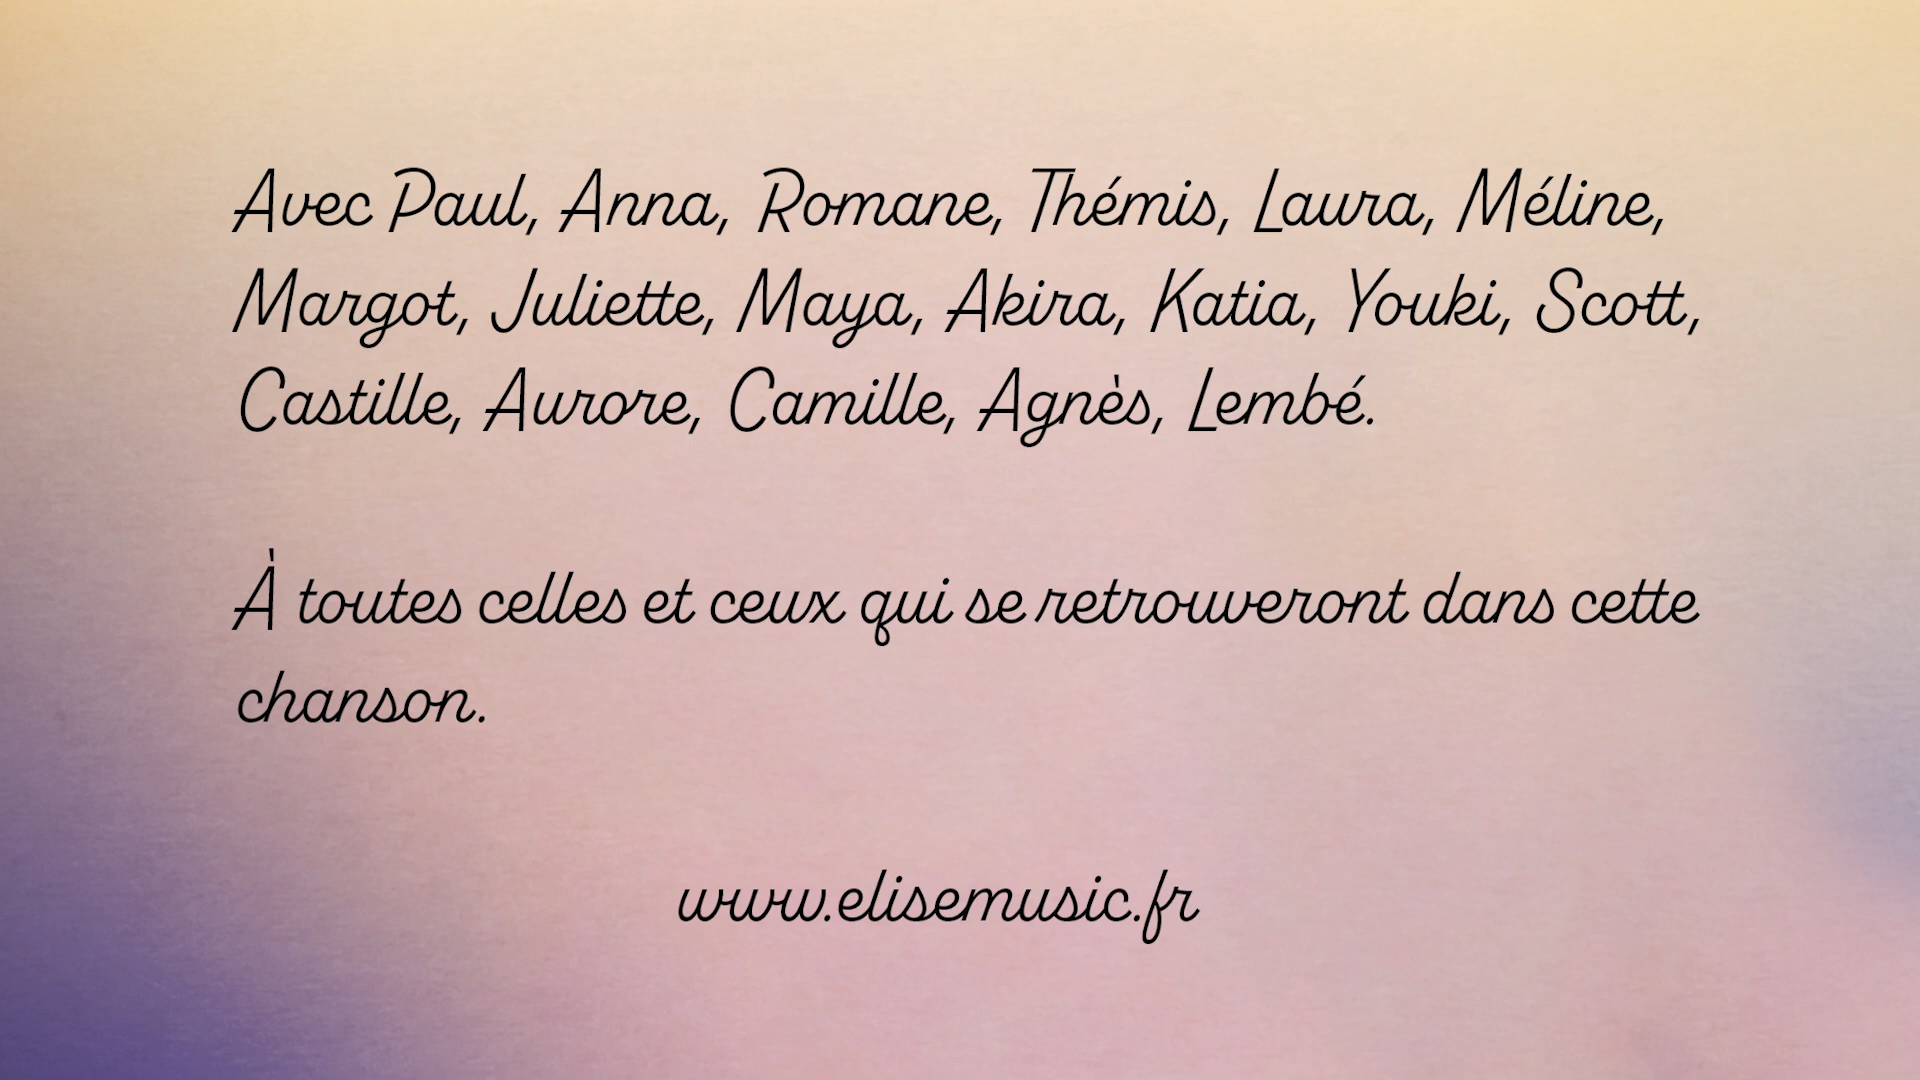 Avec Paul, Anna, Romane, Thémis, Laura, Méline,
Margot, Juliette, Maya, Akira, Katia, Youki, Scott,
Castille, Aurore, Camille, Agnès, Lembé.
À toutes celles et ceux qui se retrouveront dans cette
chanson.
www.elisemusic.fr